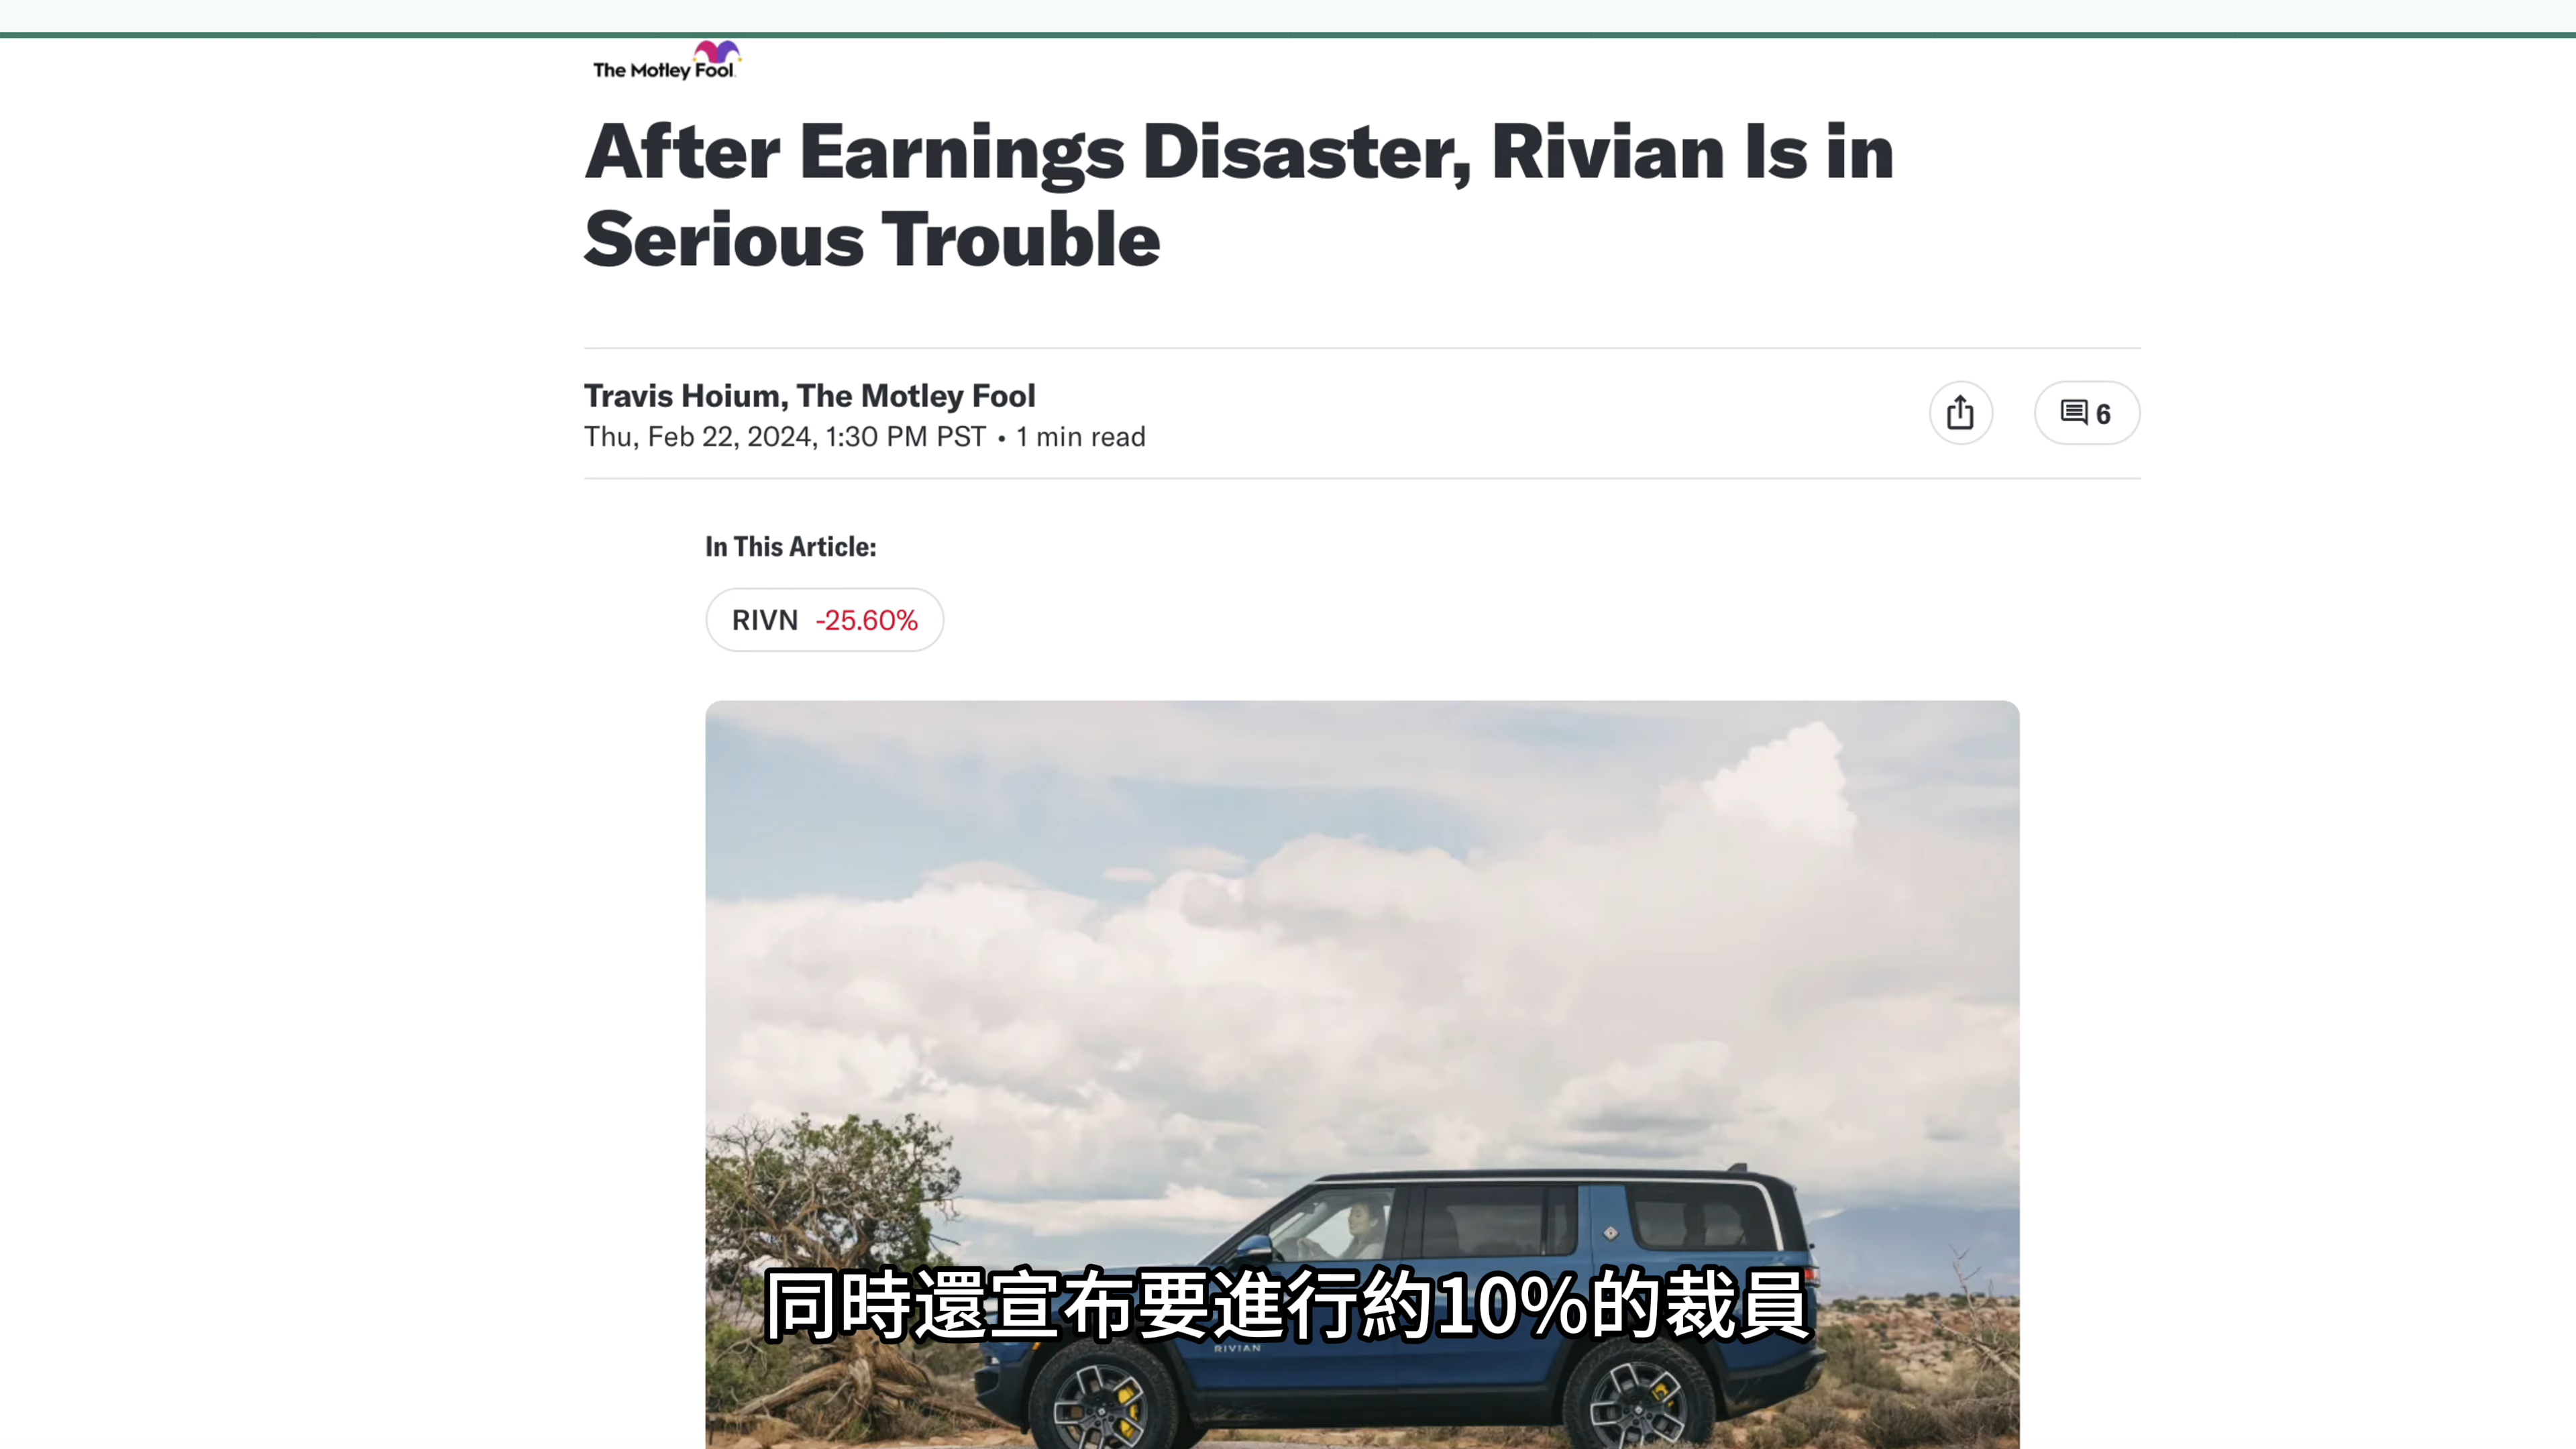 The Motley Fool
After Earnings Disaster, Rivian Is in
Serious Trouble
Travis Hoium, The Motley Fool
Thu, Feb 22, 2024, 1:30 PM PST • 1 min read
6
In This Article:
RIVN -25.60%
同時還宣布要進行約10%的裁員
RIVIAN